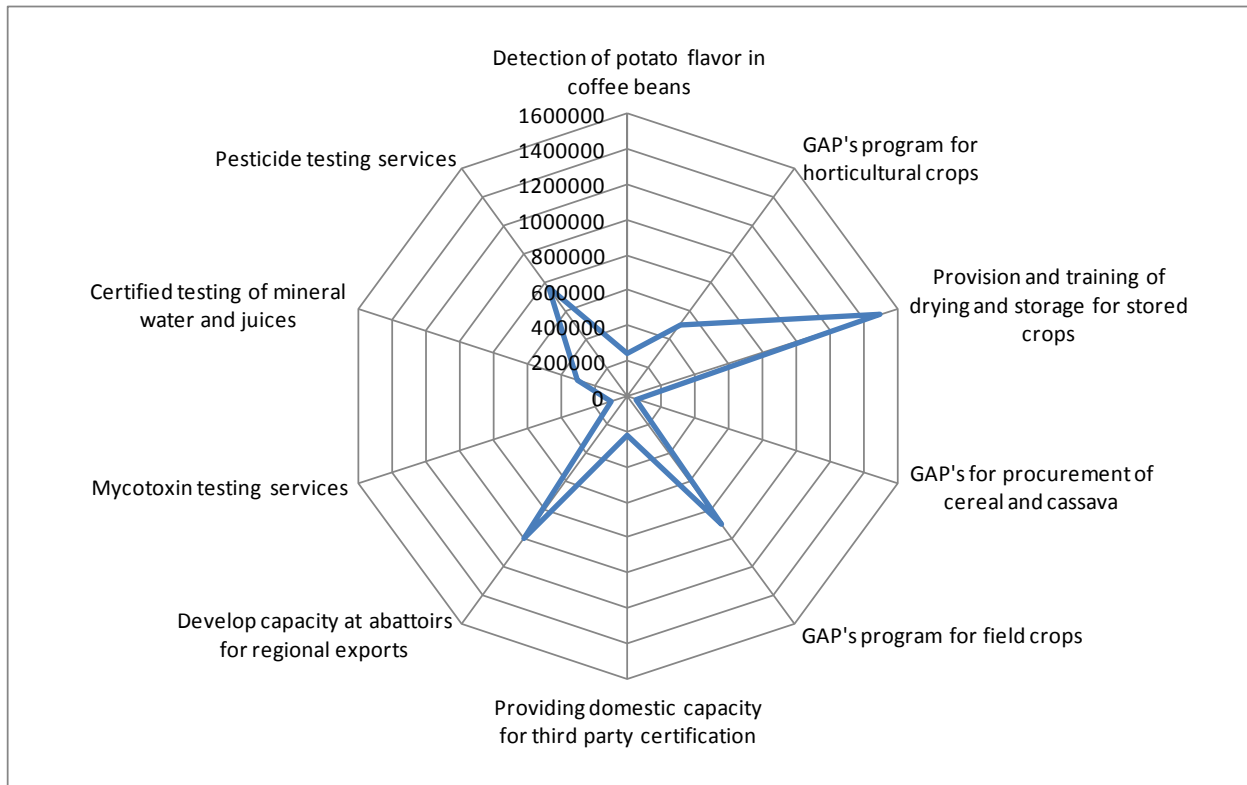 Detection of potato flavor in
coffee beans
1600000
1400000
1200000
1000000
800000
600000
400000
200000
0
GAP's program for
horticultural crops
Provision and training of
drying and storage for stored
crops
GAP's for procurement of
cereal and cassava
GAP's program for field crops
Providing domestic capacity
for third party certification
Develop capacity at abattoirs
for regional exports
Mycotoxin testing services
Certified testing of mineral
water and juices
Pesticide testing services